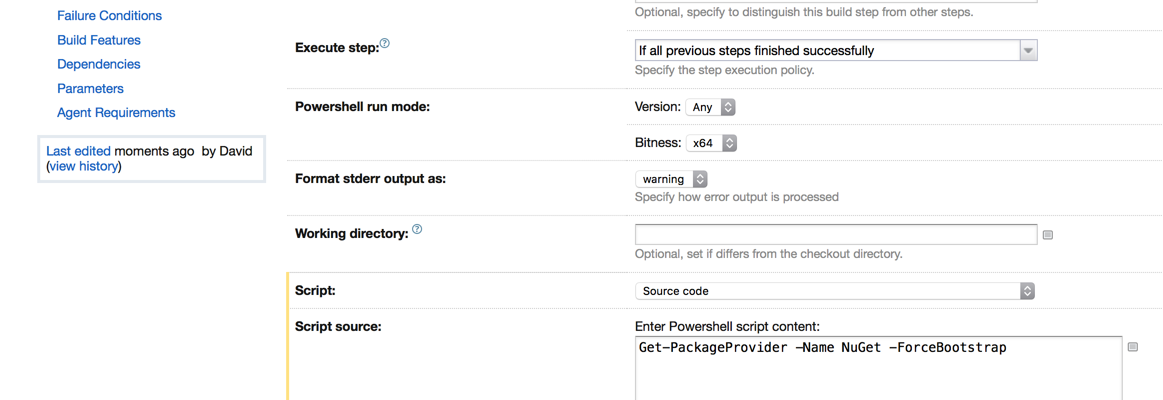 Failure Conditions
Build Features
Dependencies
Parameters
Agent Requirements
Last edited moments ago by David
(view history)
Optional, specify to distinguish this build step from other steps.
Execute step:
If all previous steps finished successfully
Specify the step execution policy.
Powershell run mode:
Version: Any
Bitness: x64
Format stderr output as:
warning
Specify how error output is processed
Working directory:
Optional, set if differs from the checkout directory.
Script:
Source code
Script source:
Enter Powershell script content:
Get-PackageProvider –Name NuGet –ForceBootstrap